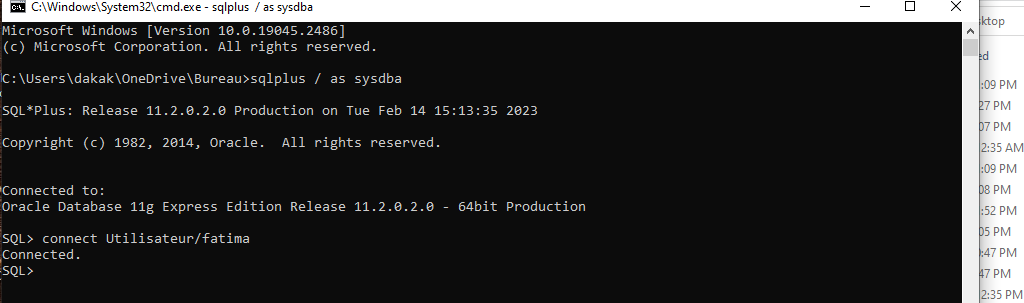 C:\Windows\System32\cmd.exe - sqlplus / as sysdba
Microsoft Windows [Version 10.0.19045.2486]
(c) Microsoft Corporation. All rights reserved.
C:\Users\dakak\OneDrive\Bureau>sqlplus / as sysdba
SQL*Plus: Release 11.2.0.2.0 Production on Tue Feb 14 15:13:35 2023
Copyright (c) 1982, 2014, Oracle.  All rights reserved.
Connected to:
Oracle Database 11g Express Edition Release 11.2.0.2.0 - 64bit Production
SQL> connect Utiliseur/fatima
Connected.
SQL>
sktop
ed
:09 PM
:27 PM
:07 PM
2:35 AM
:09 PM
:08 PM
:52 PM
:05 PM
0:47 PM
:47 PM
2:35 PM